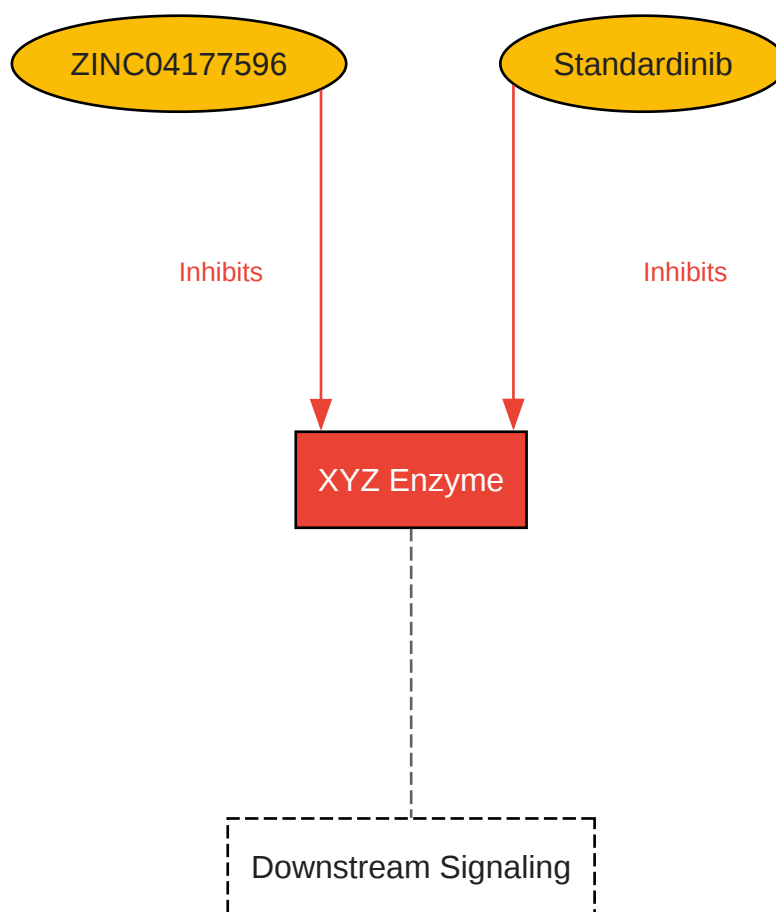 ZINC04177596
Standardinib
Inhibits
Inhibits
XYZ Enzyme
Downstream Signaling